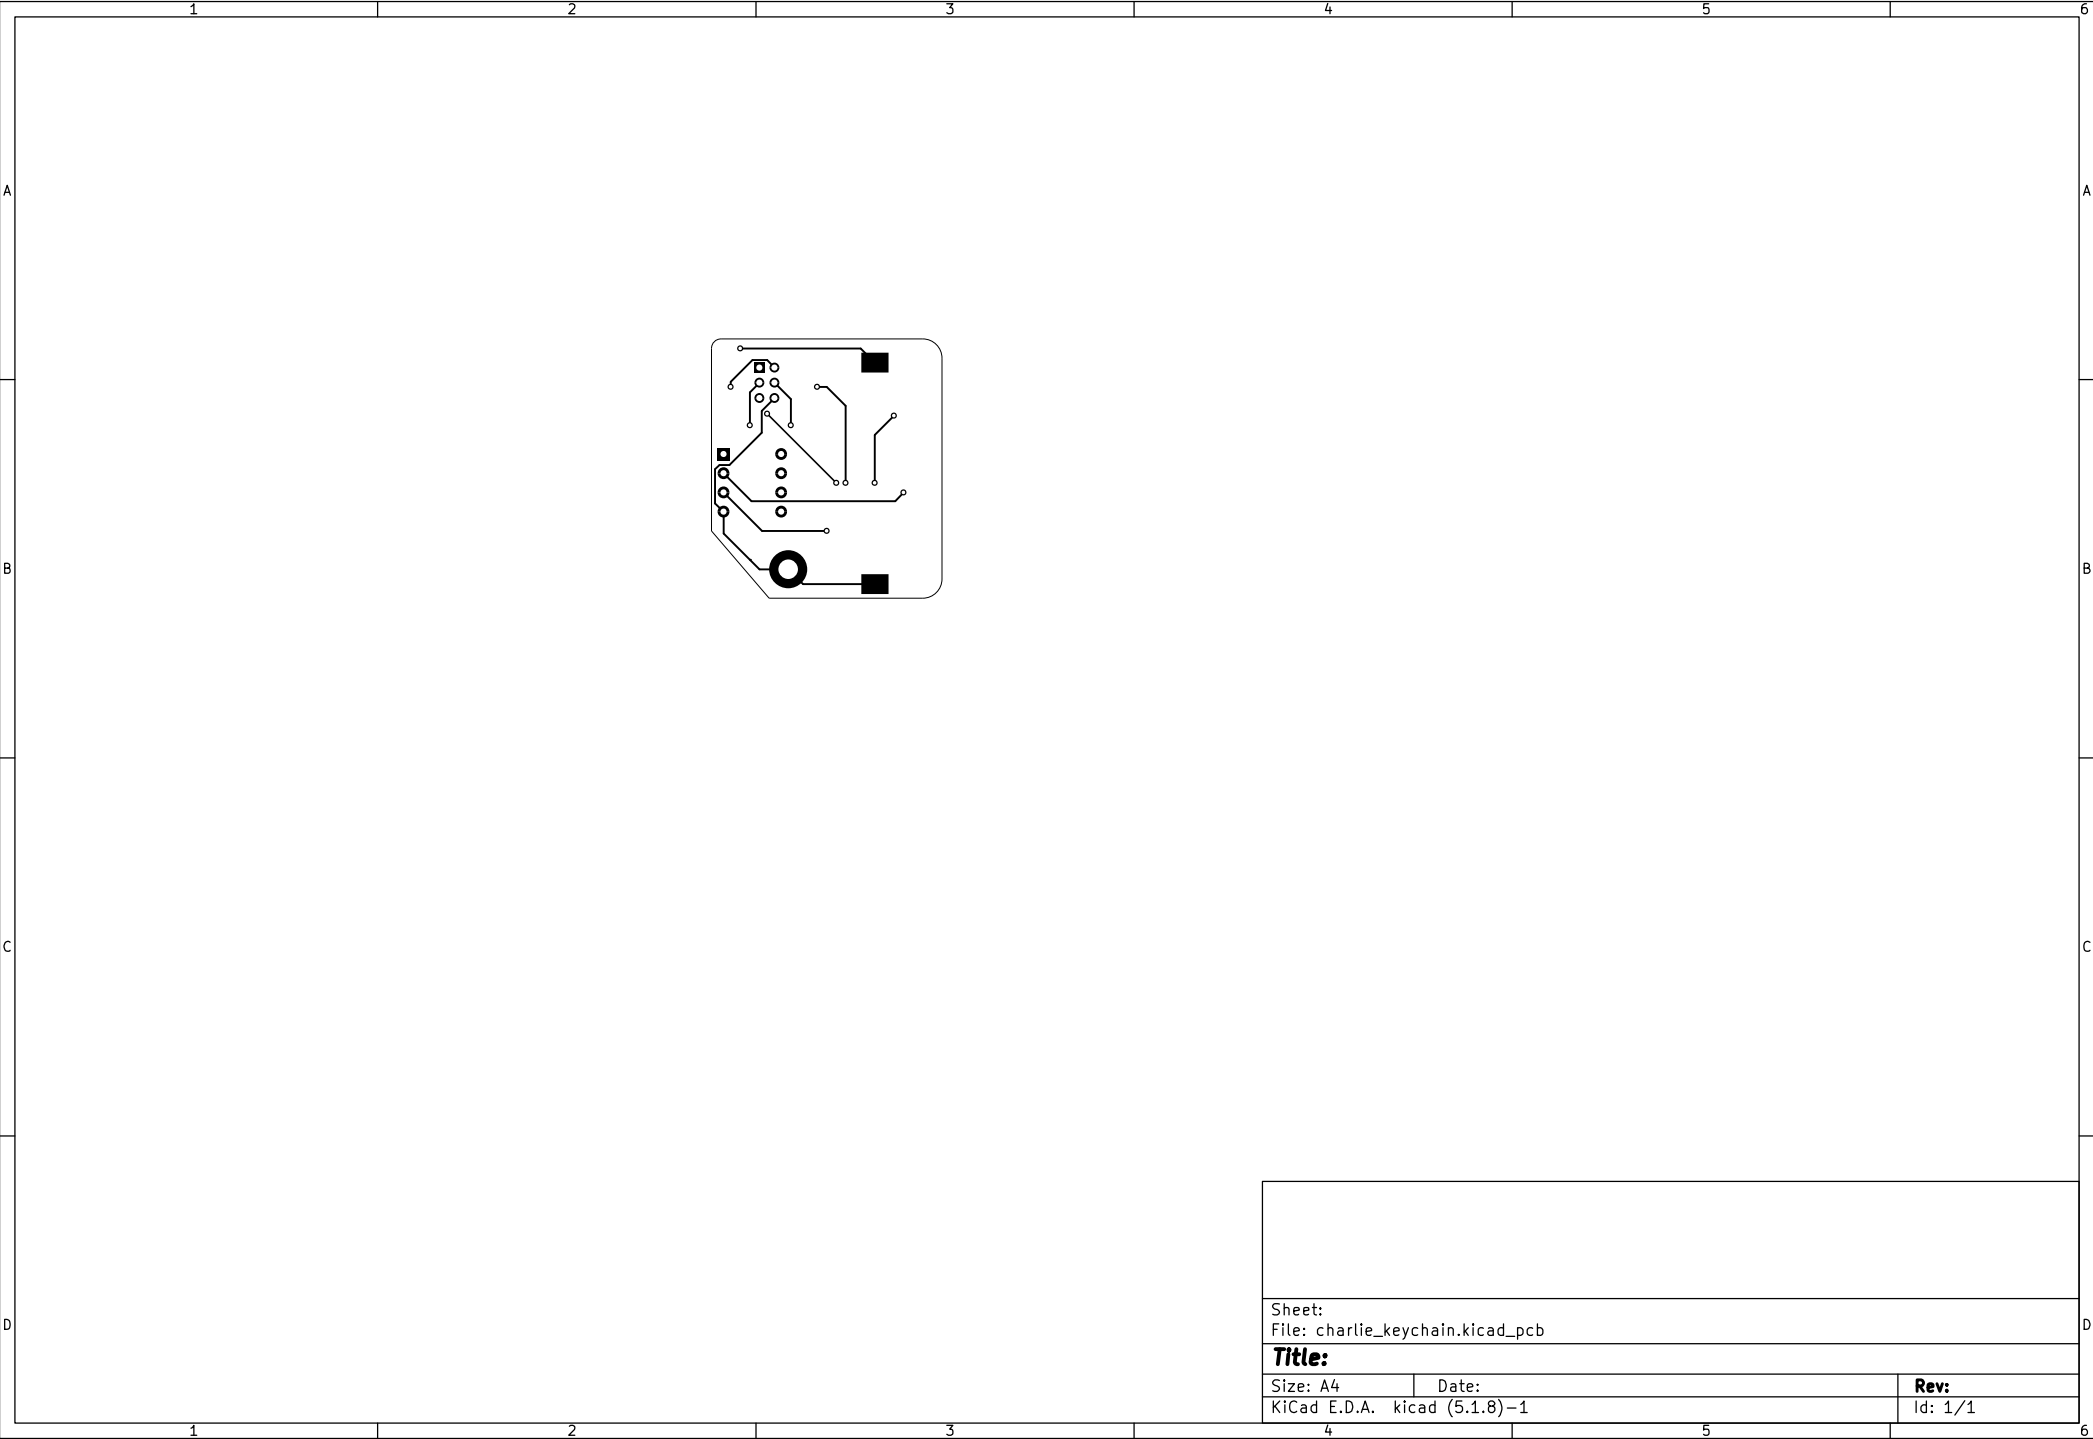 1 2 3 4 5 6
A A
B B
C C
Sheet:
File: charlie_keychain.kicad_pcb
D D
Title:
Size: A4 Date: Rev:
KiCad E.D.A. kicad (5.1.8)-1 Id: 1/1
1 2 3 4 5 6